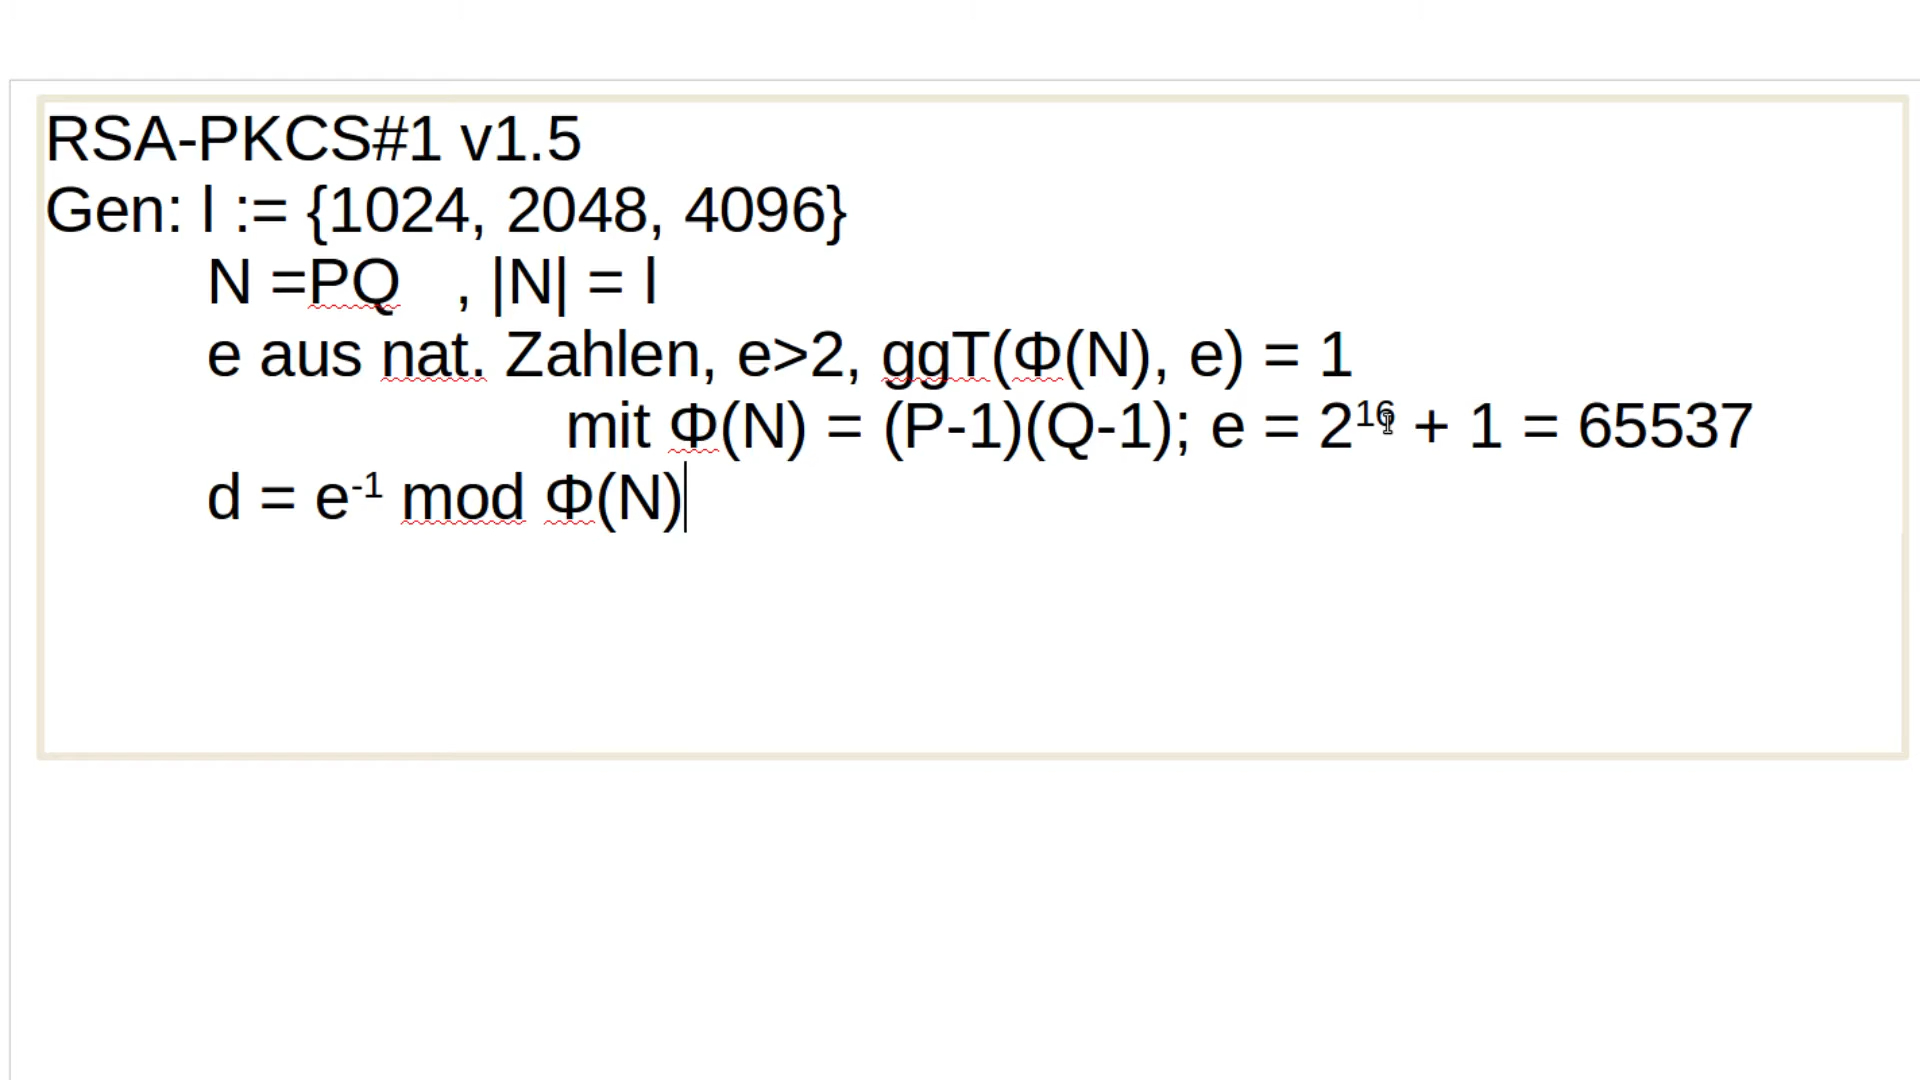 RSA-PKCS#1 v1.5
Gen: l := {1024, 2048, 4096}
N =PQ , |N| = l
e aus nat. Zahlen, e>2, ggT(Φ(N), e) = 1
mit Φ(N) = (P-1)(Q-1); e = 2¹⁶ + 1 = 65537
d = e⁻¹ mod Φ(N)